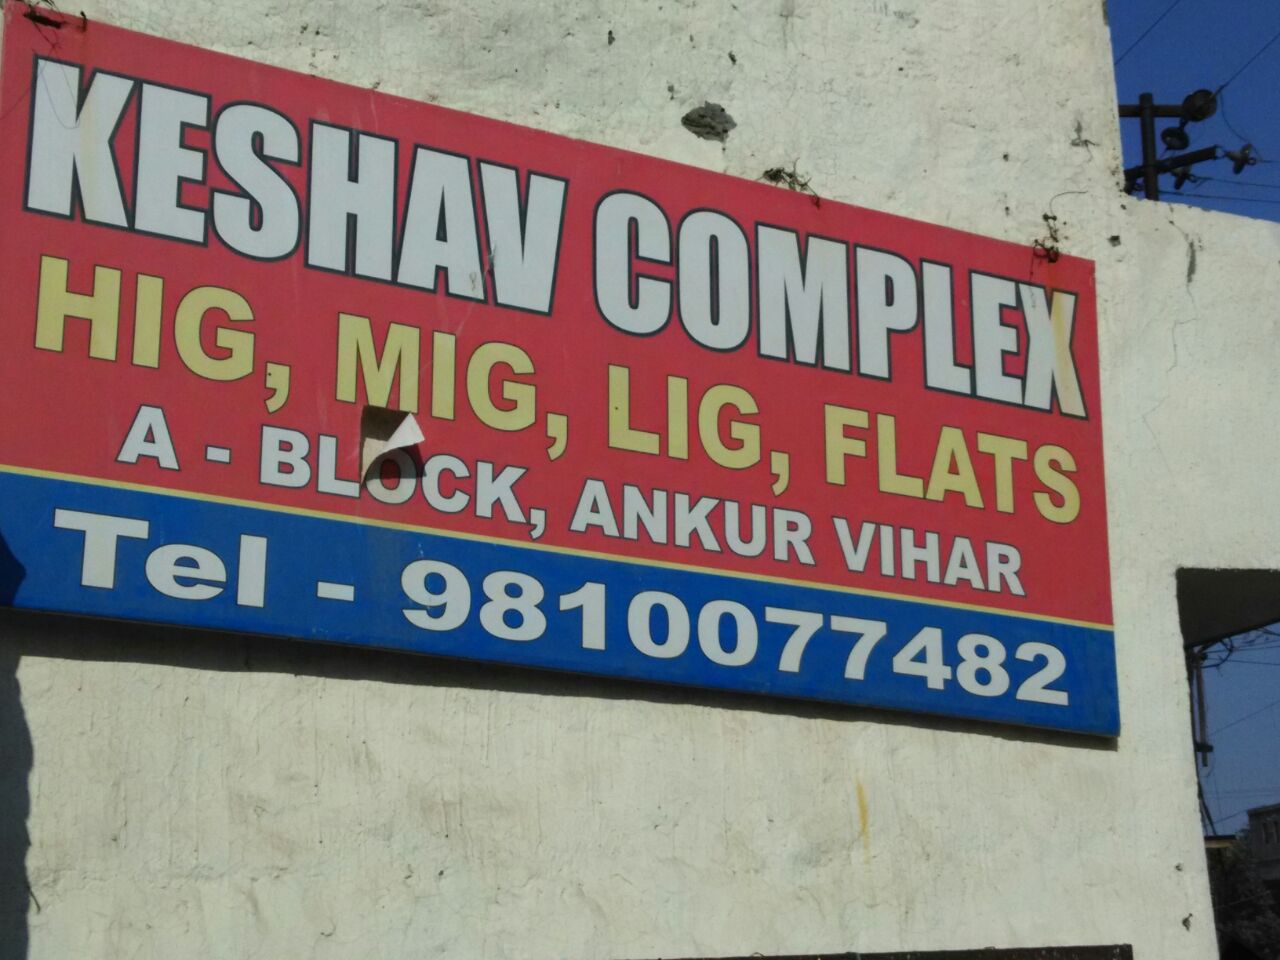 KESHAV COMPLEX
HIG, MIG, LIG, FLATS
A - BLOCK, ANKUR VIHAR
Tel - 9810077482